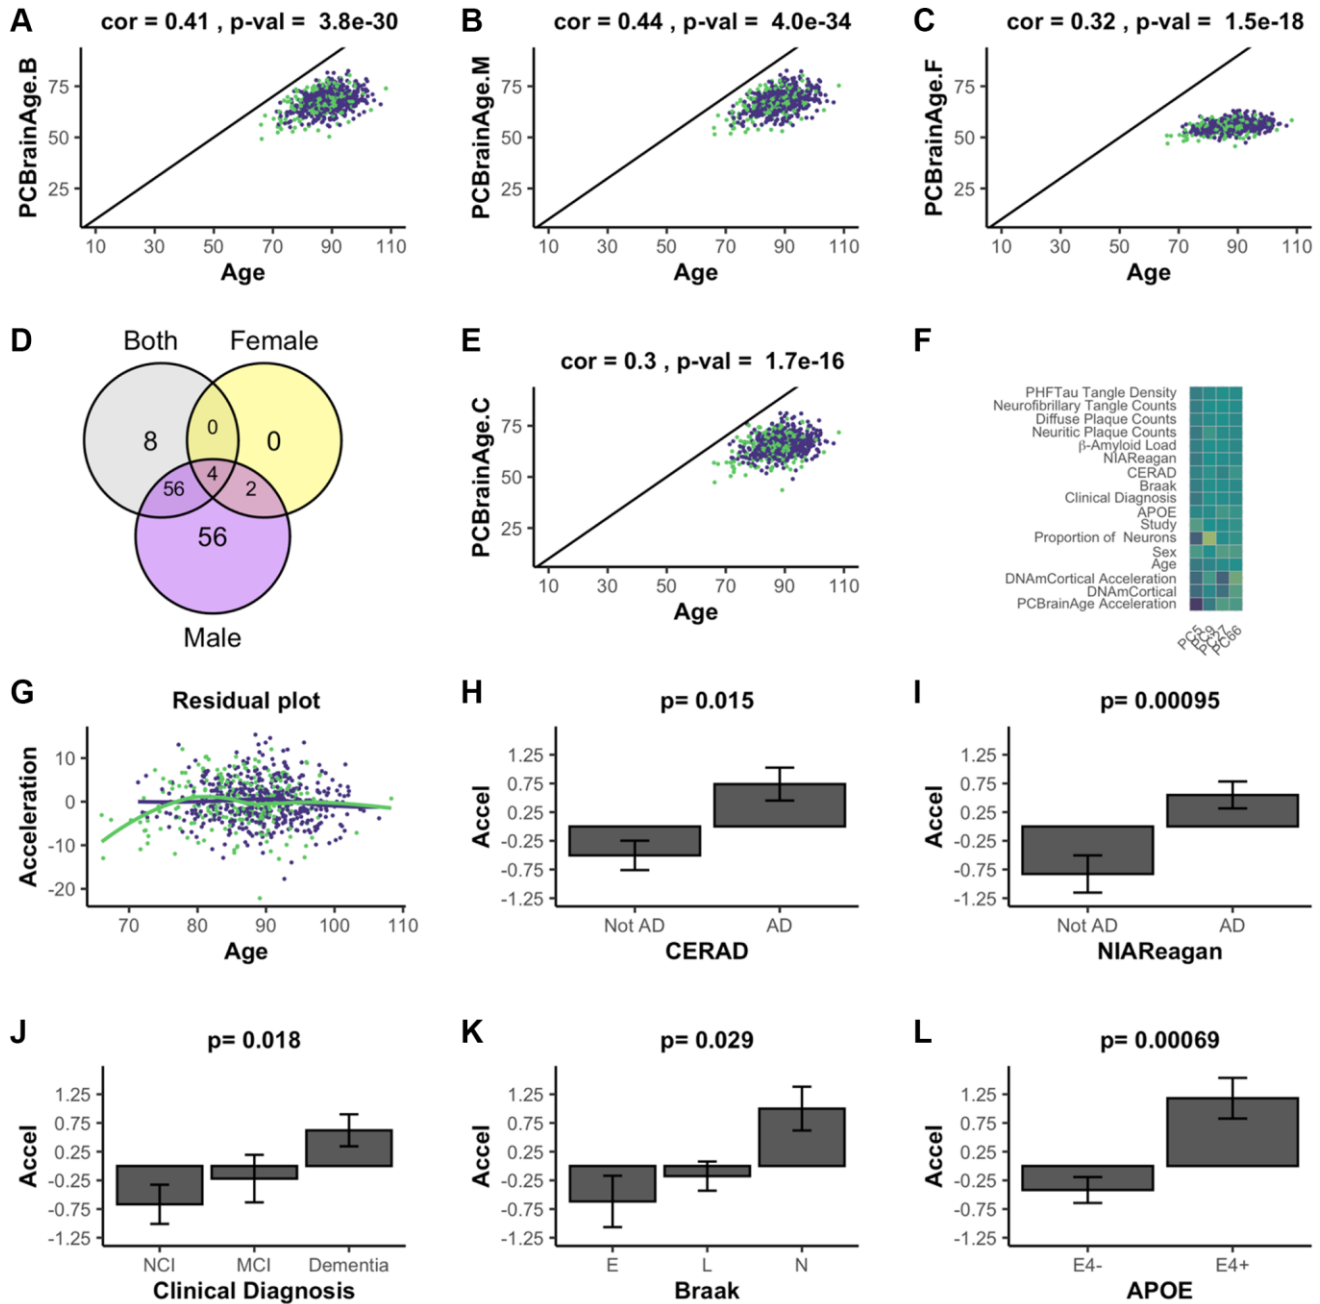 A
cor = 0.41 , p-val = 3.8e-30
PCBrainAge.B
75
50
25
10 30 50 70 90 110
Age
B
cor = 0.44 , p-val = 4.0e-34
PCBrainAge.M
75
50
25
10 30 50 70 90 110
Age
C
cor = 0.32 , p-val = 1.5e-18
PCBrainAge.F
75
50
25
10 30 50 70 90 110
Age
D
Both Female
8
0
0
56
4
2
56
Male
E
cor = 0.3 , p-val = 1.7e-16
PCBrainAge.C
75
50
25
10 30 50 70 90 110
Age
F
PHFTau Tangle Density
Neurofibrillary Tangle Counts
Diffuse Plaque Counts
Neuritic Plaque Counts
β-Amyloid Load
NIAReagan
CERAD
Braak
Clinical Diagnosis
APOE
Study
Proportion of Neurons
Sex
Age
DNAmCortical Acceleration
DNAmCortical
PCBrainAge Acceleration
PC5
PC9
PC27
PC66
G
Residual plot
Acceleration
10
0
-10
-20
70 80 90 100 110
Age
H
p= 0.015
Accel
1.25
0.75
0.25
-0.25
-0.75
-1.25
Not AD AD
CERAD
I
p= 0.00095
Accel
1.25
0.75
0.25
-0.25
-0.75
-1.25
Not AD AD
NIAReagan
J
p= 0.018
Accel
1.25
0.75
0.25
-0.25
-0.75
-1.25
NCI MCI Dementia
Clinical Diagnosis
K
p= 0.029
Accel
1.25
0.75
0.25
-0.25
-0.75
-1.25
E L N
Braak
L
p= 0.00069
Accel
1.25
0.75
0.25
-0.25
-0.75
-1.25
E4- E4+
APOE